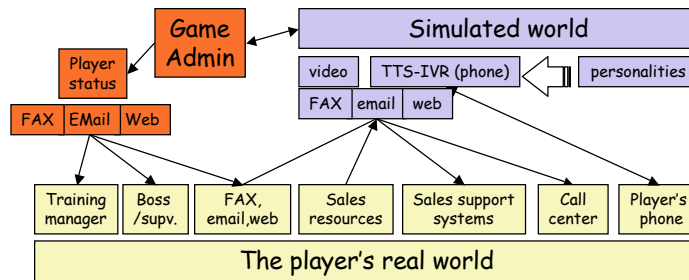 Game
Admin
Simulated world
Player
status
video
TTS-IVR (phone)
personalities
FAX
EMail
Web
FAX
email
web
Training
manager
Boss
/supv.
FAX,
email,web
Sales
resources
Sales support
systems
Call
center
Player's
phone
The player's real world